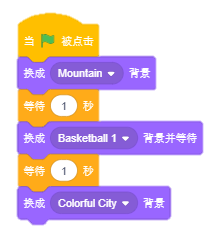 当 被点击
换成 Mountain 背景
等待 1 秒
换成 Basketball 1 背景并等待
等待 1 秒
换成 Colorful City 背景